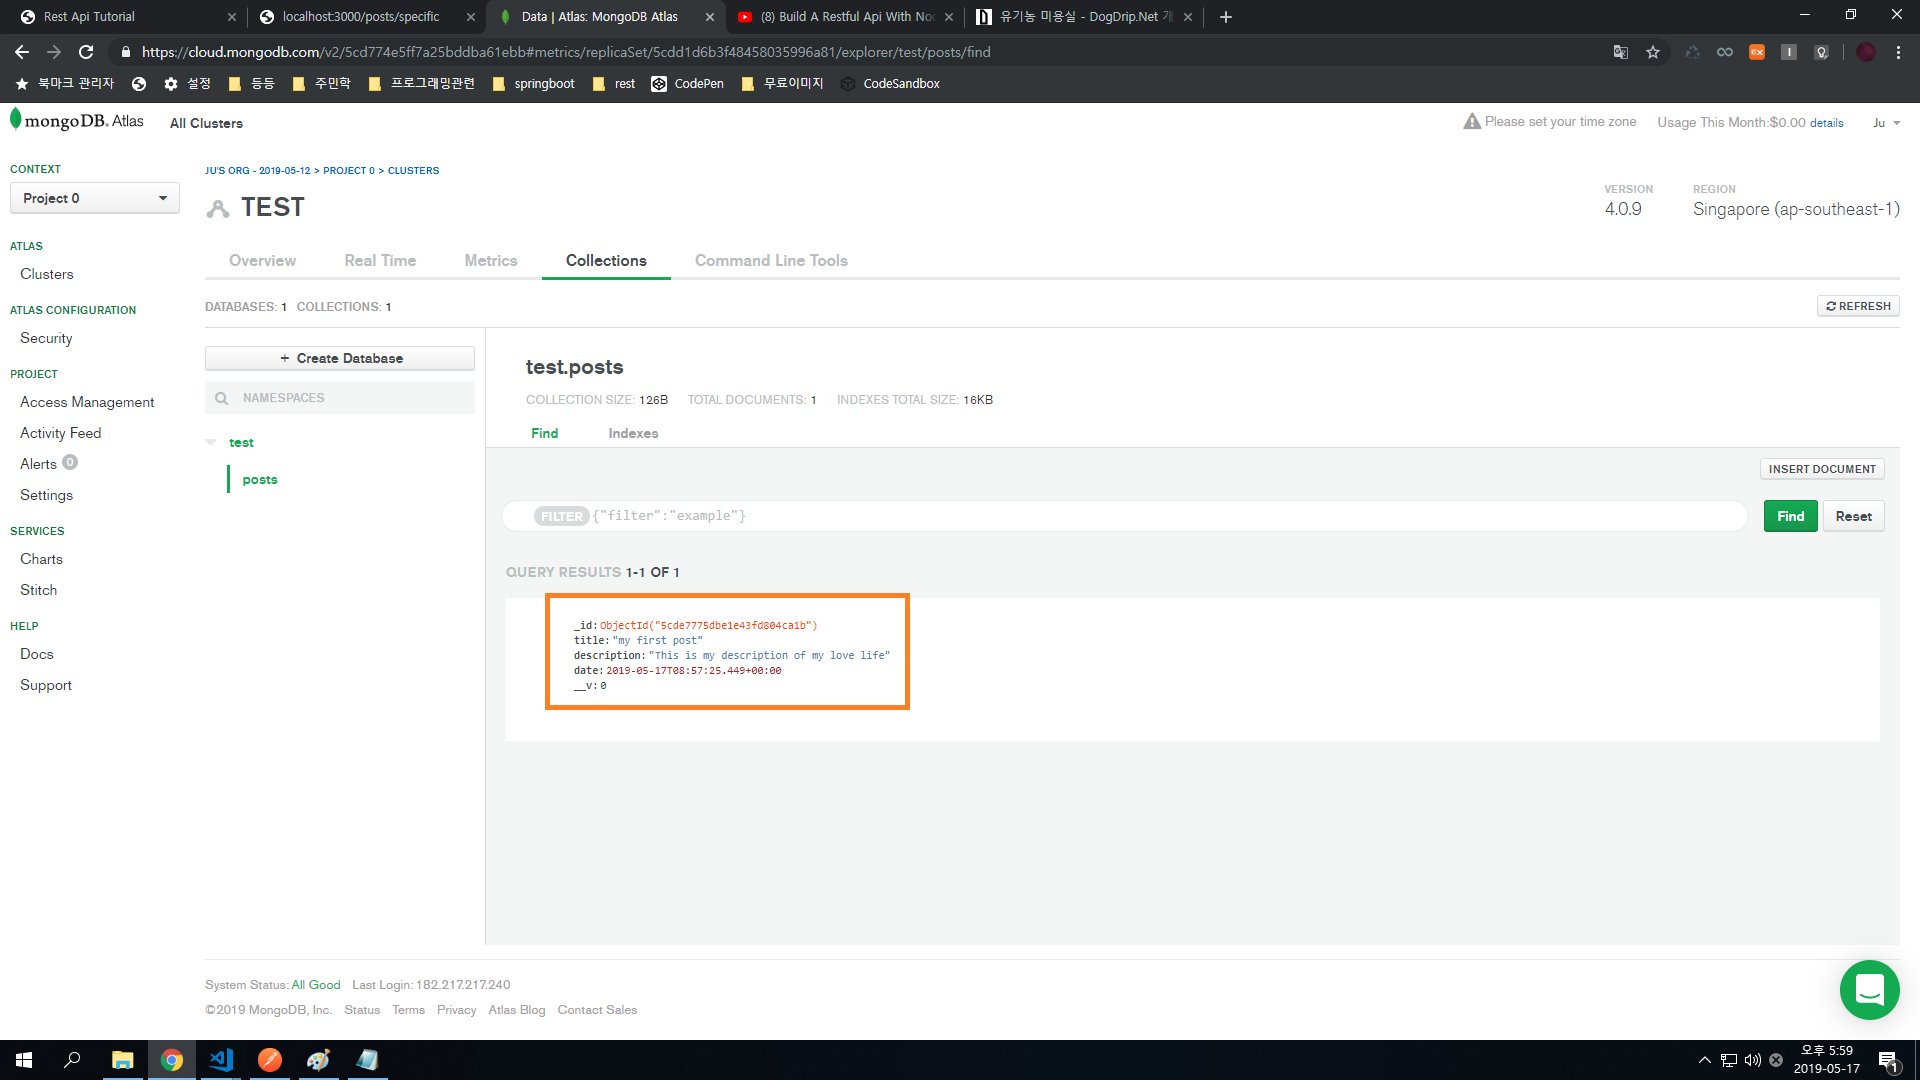 Rest Api Tutorial
localhost:3000/posts/specific
Data | Atlas: MongoDB Atlas
(8) Build A Restful Api With No
유기농 미용실 - DogDrip.Net 개
https://cloud.mongodb.com/v2/5cd774e5ff7a25bddba61ebb#metrics/replicaSet/5cdd1d6b3f48458035996a81/explorer/test/posts/find
북마크 관리자 설정 등등 주민학 프로그래밍관련 springboot rest CodePen 무료이미지 CodeSandbox
mongoDB. Atlas All Clusters
Please set your time zone Usage This Month:$0.00 details Ju
CONTEXT
Project 0
ATLAS
Clusters
ATLAS CONFIGURATION
Security
PROJECT
Access Management
Activity Feed
Alerts 0
Settings
SERVICES
Charts
Stitch
HELP
Docs
Support
JU'S ORG - 2019-05-12 > PROJECT 0 > CLUSTERS
TEST
VERSION
4.0.9
REGION
Singapore (ap-southeast-1)
Overview Real Time Metrics Collections Command Line Tools
DATABASES: 1 COLLECTIONS: 1
REFRESH
+ Create Database
NAMESPACES
test
posts
test.posts
COLLECTION SIZE: 126B TOTAL DOCUMENTS: 1 INDEXES TOTAL SIZE: 16KB
Find Indexes
INSERT DOCUMENT
FILTER {"filter":"example"}
Find Reset
QUERY RESULTS 1-1 OF 1
_id:ObjectId("5cde7775dbe1e43fd804ca1b")
title:"my first post"
description:"This is my description of my love life"
date:2019-05-17T08:57:25.449+00:00
__v:0
System Status: All Good Last Login: 182.217.217.240
©2019 MongoDB, Inc. Status Terms Privacy Atlas Blog Contact Sales
오후 5:59
2019-05-17
1